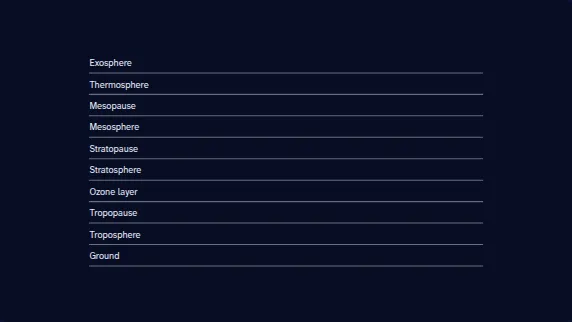 Exosphere
Thermosphere
Mesopause
Mesosphere
Stratopause
Stratosphere
Ozone layer
Tropopause
Troposphere
Ground